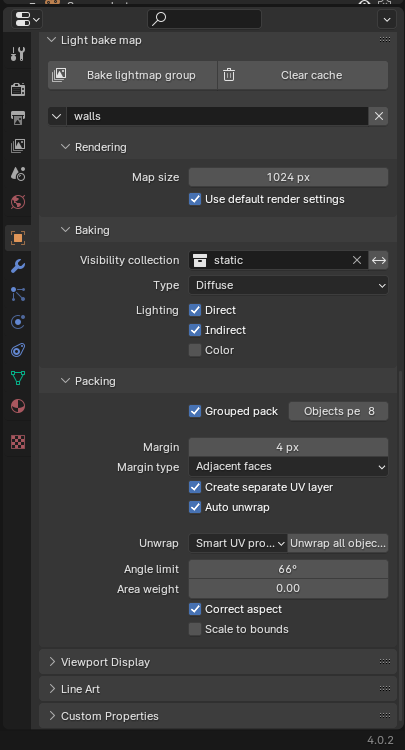 Light bake map
Bake lightmap group
Clear cache
walls
Rendering
Map size 1024 px
Use default render settings
Baking
Visibility collection static
Type Diffuse
Lighting Direct
Indirect
Color
Packing
Grouped pack Objects pe 8
Margin 4 px
Margin type Adjacent faces
Create separate UV layer
Auto unwrap
Unwrap Smart UV pro... Unwrap all objec...
Angle limit 66°
Area weight 0.00
Correct aspect
Scale to bounds
Viewport Display
Line Art
Custom Properties
4.0.2